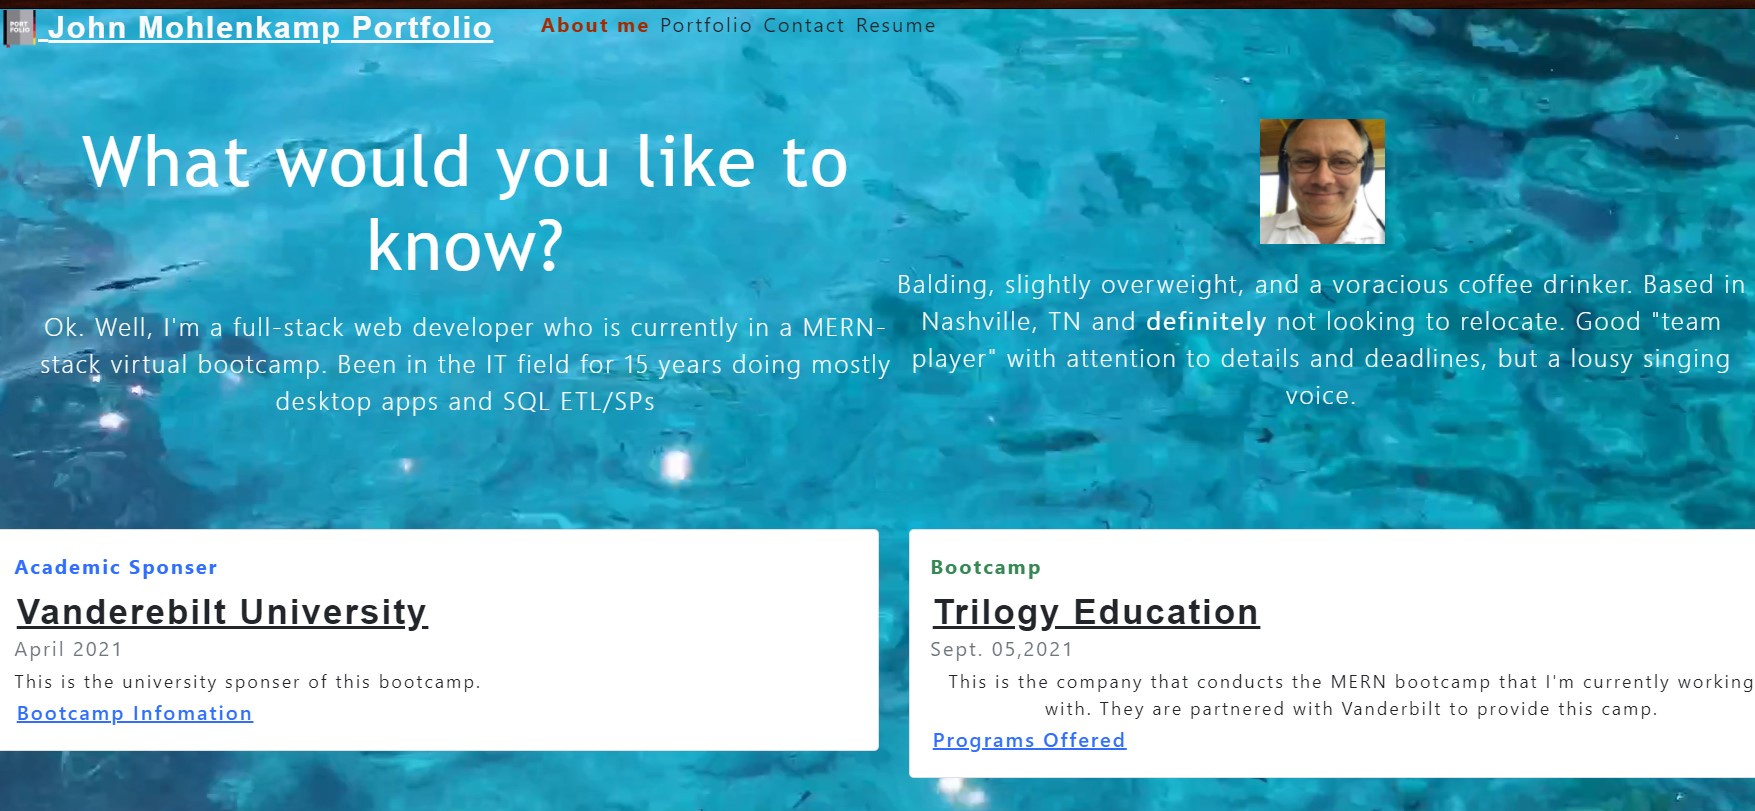 PORT
FOLIO
John Mohlenkamp Portfolio
About me Portfolio Contact Resume
What would you like to
know?
Ok. Well, I'm a full-stack web developer who is currently in a MERN-
stack virtual bootcamp. Been in the IT field for 15 years doing mostly
desktop apps and SQL ETL/SPs
Balding, slightly overweight, and a voracious coffee drinker. Based in
Nashville, TN and definitely not looking to relocate. Good "team
player" with attention to details and deadlines, but a lousy singing
voice.
Academic Sponser
Vanderebilt University
April 2021
This is the university sponser of this bootcamp.
Bootcamp Infomation
Bootcamp
Trilogy Education
Sept. 05,2021
This is the company that conducts the MERN bootcamp that I'm currently working
with. They are partnered with Vanderbilt to provide this camp.
Programs Offered